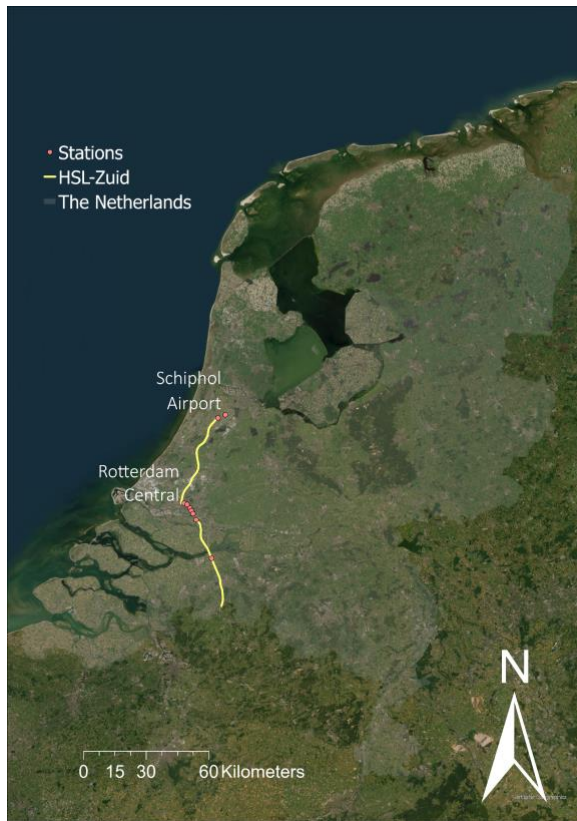 Stations
HSL-Zuid
The Netherlands
Schiphol
Airport
Rotterdam
Central
N
0 15 30 60 Kilometers